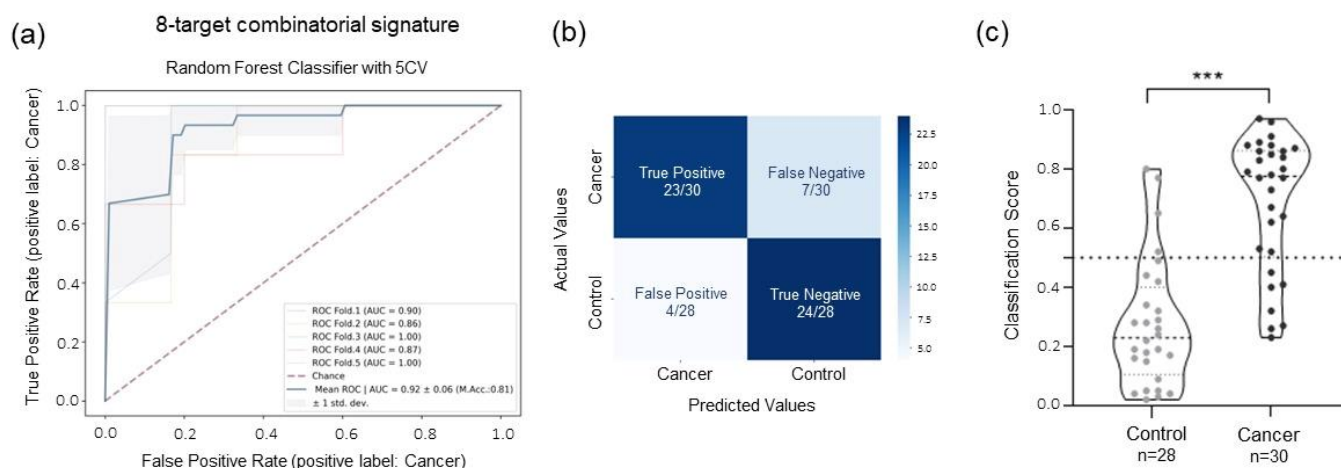 (a)
8-target combinatorial signature
Random Forest Classifier with 5CV
True Positive Rate (positive label: Cancer)
1.0
0.8
0.6
0.4
0.2
0.0
ROC Fold.1 (AUC = 0.90)
ROC Fold.2 (AUC = 0.86)
ROC Fold.3 (AUC = 1.00)
ROC Fold.4 (AUC = 0.87)
ROC Fold.5 (AUC = 1.00)
Chance
Mean ROC | AUC = 0.92 ± 0.06 (M.Acc.:0.81)
± 1 std. dev.
0.0 0.2 0.4 0.6 0.8 1.0
False Positive Rate (positive label: Cancer)
(b)
Actual Values
Cancer
Control
True Positive
23/30
False Negative
7/30
False Positive
4/28
True Negative
24/28
Cancer Control
Predicted Values
22.5
20.0
17.5
15.0
12.5
10.0
7.5
5.0
(c)
***
Classification Score
1.0
0.8
0.6
0.4
0.2
0.0
Control
n=28
Cancer
n=30